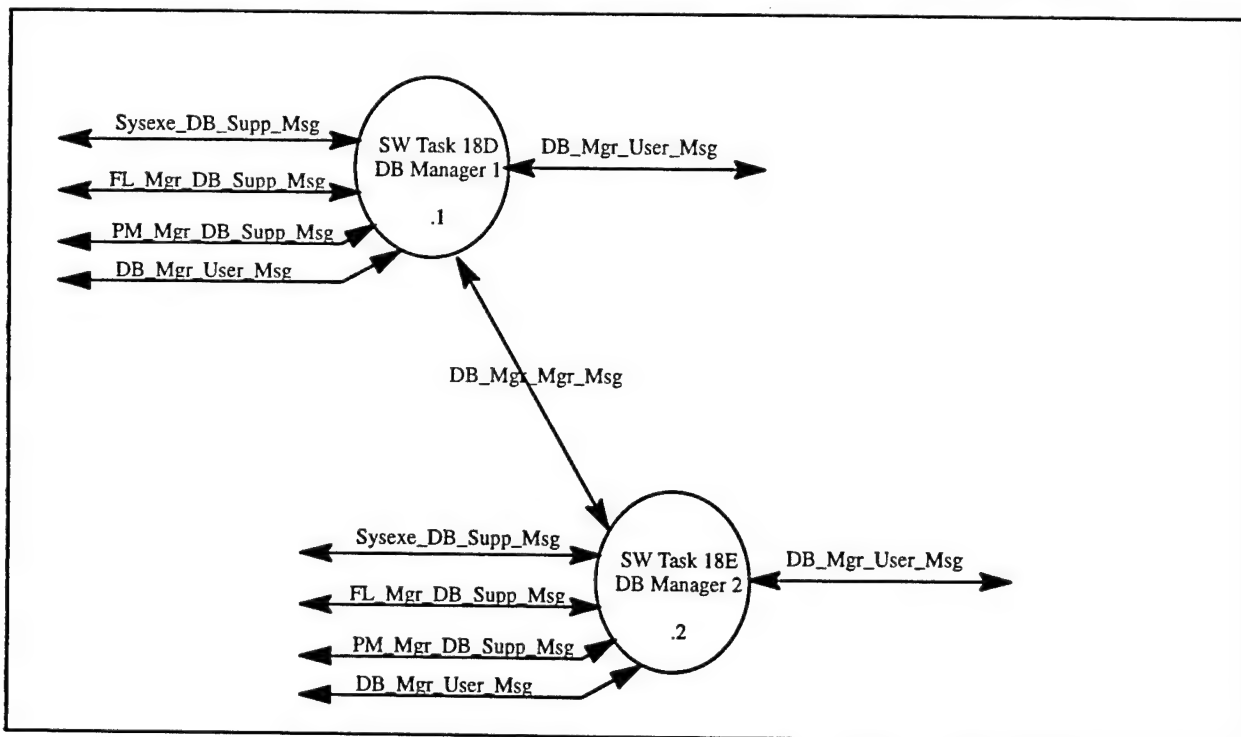 Sysexe_DB_Supp_Msg
FL_Mgr_DB_Supp_Msg
PM_Mgr_DB_Supp_Msg
DB_Mgr_User_Msg
SW Task 18D
DB Manager 1
.1
DB_Mgr_User_Msg
DB_Mgr_Mgr_Msg
Sysexe_DB_Supp_Msg
FL_Mgr_DB_Supp_Msg
PM_Mgr_DB_Supp_Msg
DB_Mgr_User_Msg
SW Task 18E
DB Manager 2
.2
DB_Mgr_User_Msg